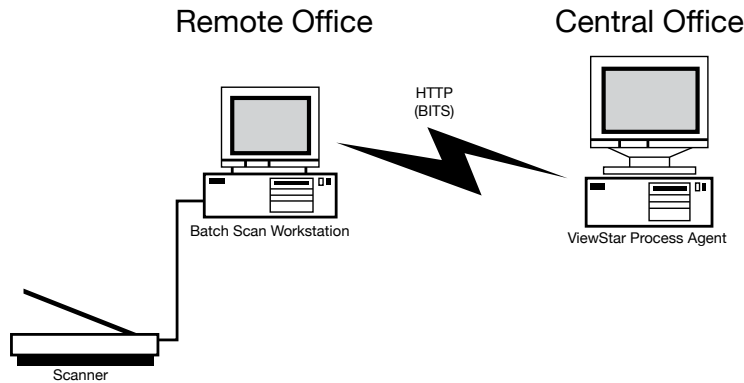 Remote Office
Central Office
HTTP
(BITS)
Batch Scan Workstation
ViewStar Process Agent
Scanner